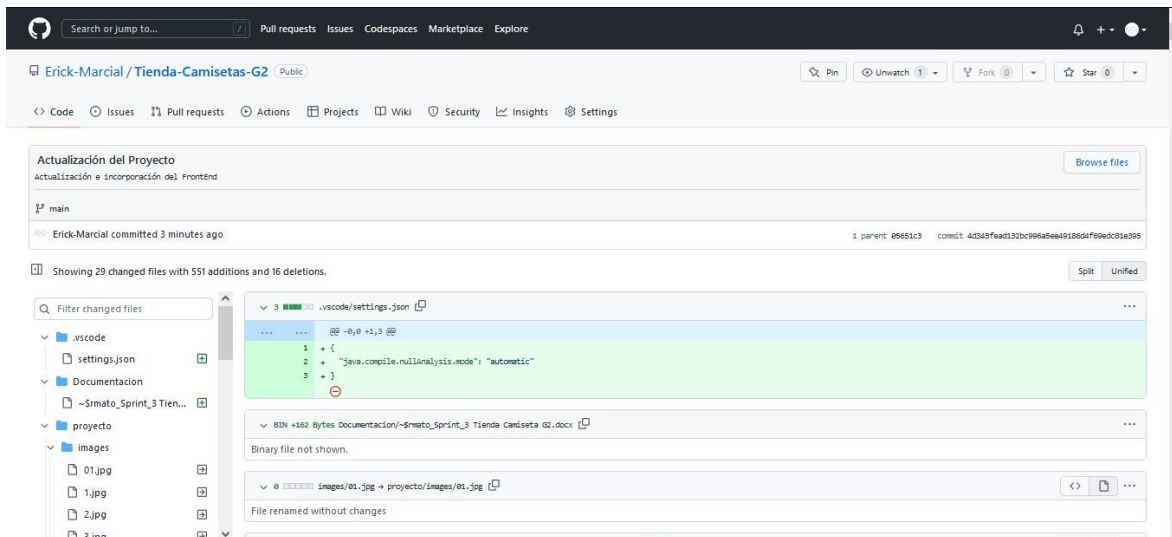 Search or jump to... / Pull requests Issues Codespaces Marketplace Explore
Erick-Marcial / Tienda-Camisetas-G2 Public
Pin Unwatch 1 Fork 0 Star 0
Code Issues Pull requests Actions Projects Wiki Security Insights Settings
Actualización del Proyecto
Browse files
Actualización e incorporación del FrontEnd
main
Erick-Marcial committed 3 minutes ago
1 parent 05651c3 commit 4d345fead132bc996a5ee49186d4f69edc81e395
Showing 29 changed files with 551 additions and 16 deletions.
Split Unified
Filter changed files
.vscode
settings.json
Documentacion
~$rmato_Sprint_3 Tien...
proyecto
images
01.jpg
1.jpg
2.jpg
3.jpg
3 .vscode/settings.json
... ... @@ -0,0 +1,3 @@
1 + {
2 + "java.compile.nullAnalysis.mode": "automatic"
3 + }
BIN +162 Bytes Documentacion/~$rmato_Sprint_3 Tienda Camiseta G2.docx
Binary file not shown.
0 images/01.jpg → proyecto/images/01.jpg
File renamed without changes